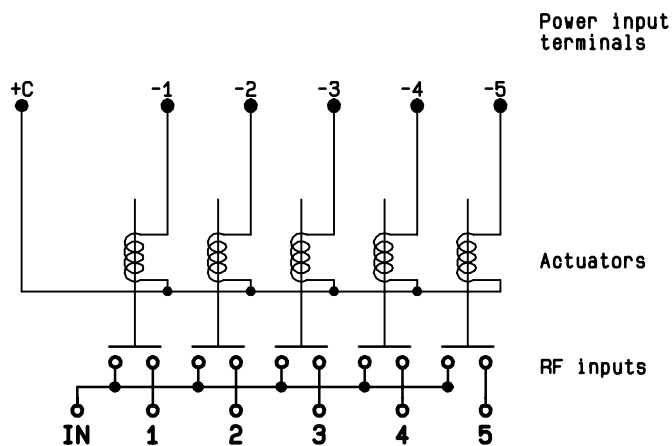 Power input
terminals
+C -1 -2 -3 -4 -5
Actuators
RF inputs
IN 1 2 3 4 5